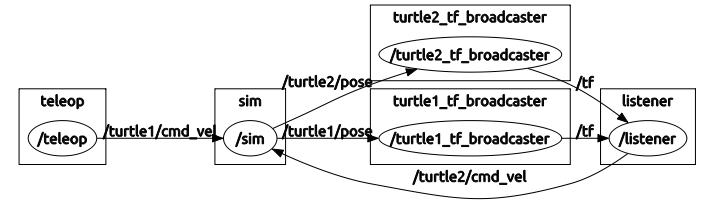 turtle2_tf_broadcaster
/turtle2_tf_broadcaster
/turtle2/pose
/tf
teleop
sim
turtle1_tf_broadcaster
listener
/teleop
/turtle1/cmd_vel
/sim
/turtle1/pose
/turtle1_tf_broadcaster
/tf
/listener
/turtle2/cmd_vel